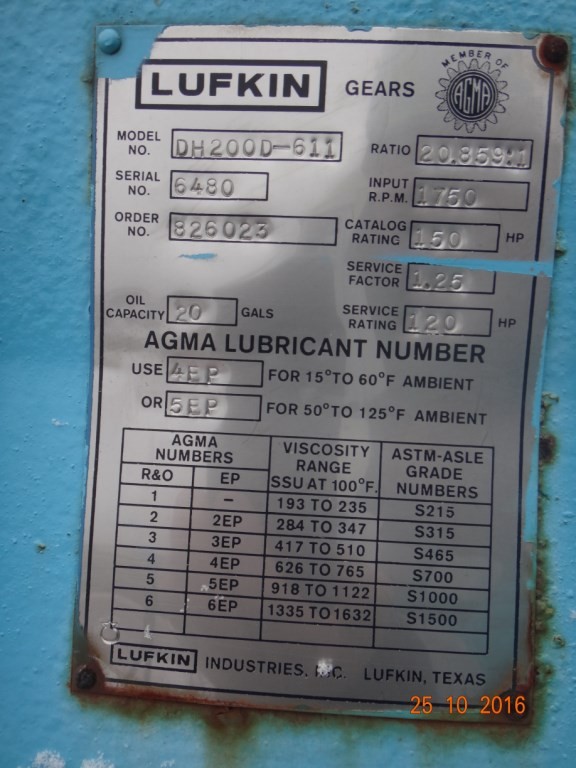 MEMBER OF
AGMA
LUFKIN GEARS
MODEL NO. DH200D-611 RATIO 20.859:1
SERIAL NO. 6480 INPUT R.P.M. 1750
ORDER NO. 826023 CATALOG RATING 150 HP
SERVICE FACTOR 1.25
OIL CAPACITY 20 GALS SERVICE RATING 120 HP
AGMA LUBRICANT NUMBER
USE 4EP FOR 15°TO 60°F AMBIENT
OR 5EP FOR 50°TO 125°F AMBIENT
AGMA NUMBERS VISCOSITY RANGE SSU AT 100°F. ASTM-ASLE GRADE NUMBERS
R&O EP
1 – 193 TO 235 S215
2 2EP 284 TO 347 S315
3 3EP 417 TO 510 S465
4 4EP 626 TO 765 S700
5 5EP 918 TO 1122 S1000
6 6EP 1335 TO 1632 S1500
LUFKIN INDUSTRIES, INC. LUFKIN, TEXAS
25 10 2016